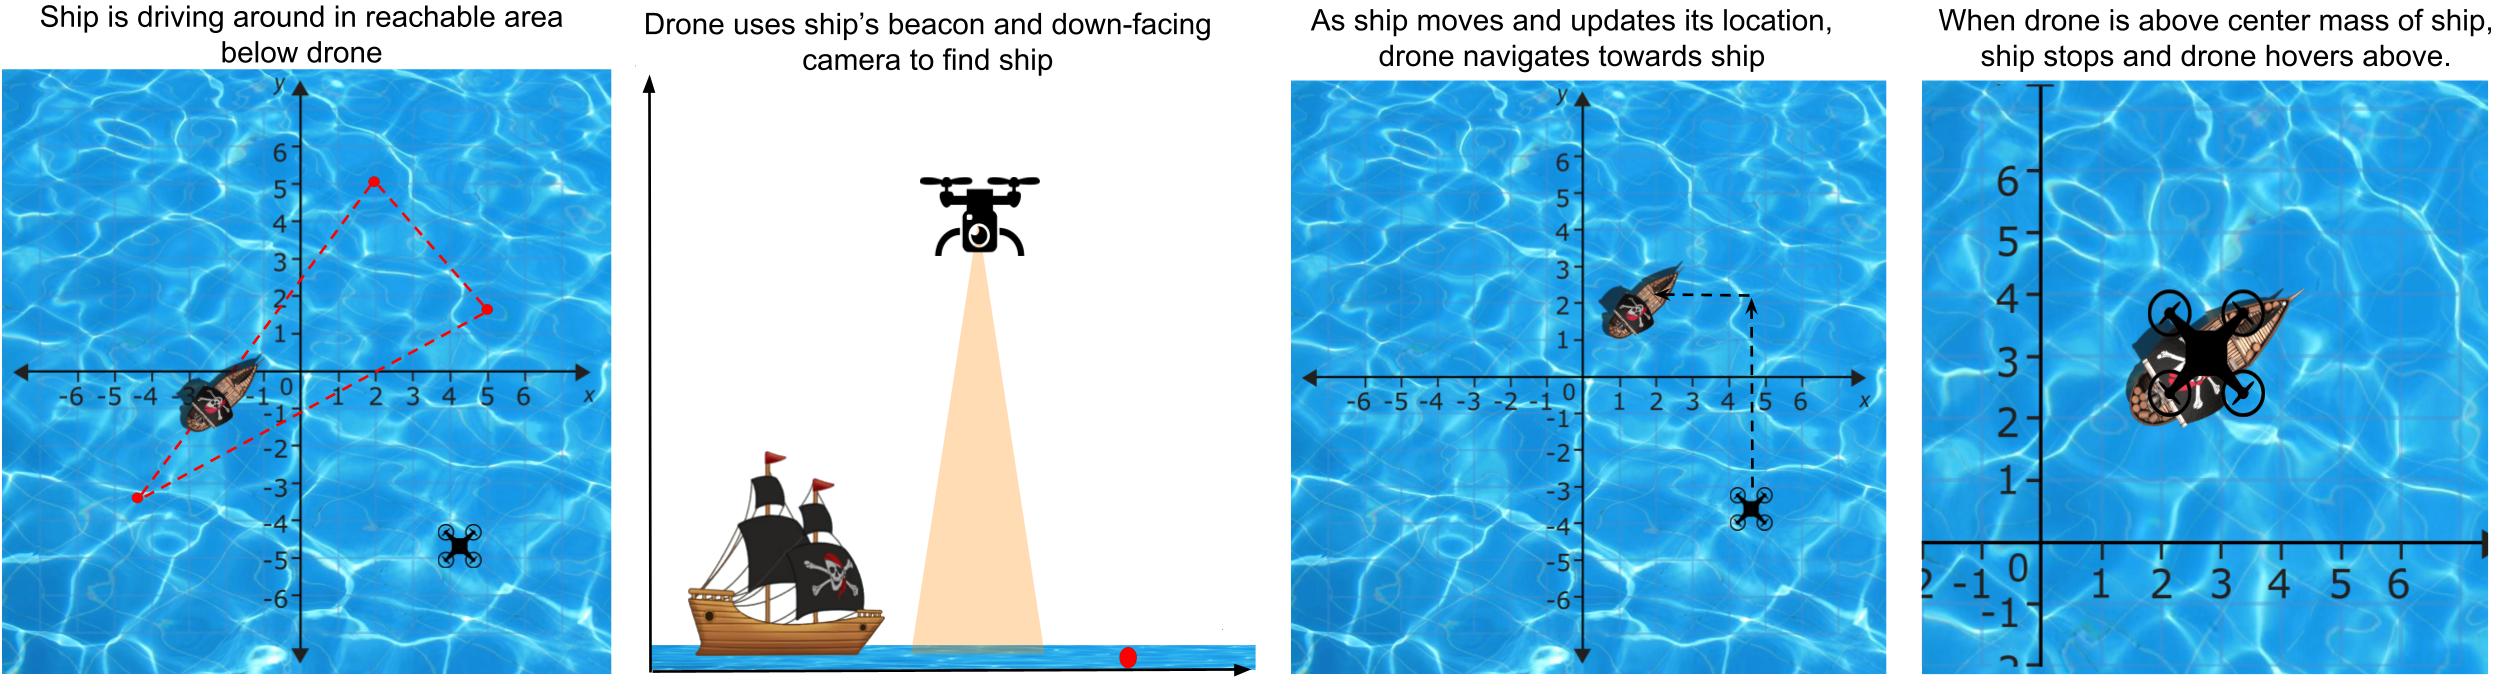 Ship is driving around in reachable area
below drone
y
6
5
4
3
2
1
-6 -5 -4 -3 -1 0 1 2 3 4 5 6 x
-1
-2
-3
-4
-5
-6
Drone uses ship's beacon and down-facing
camera to find ship
As ship moves and updates its location,
drone navigates towards ship
y
6
5
4
3
2
1
-6 -5 -4 -3 -2 -1 0 1 2 3 4 5 6 x
-1
-2
-3
-4
-5
-6
When drone is above center mass of ship,
ship stops and drone hovers above.
6
5
4
3
2
1
2 -1 0 1 2 3 4 5 6
-1